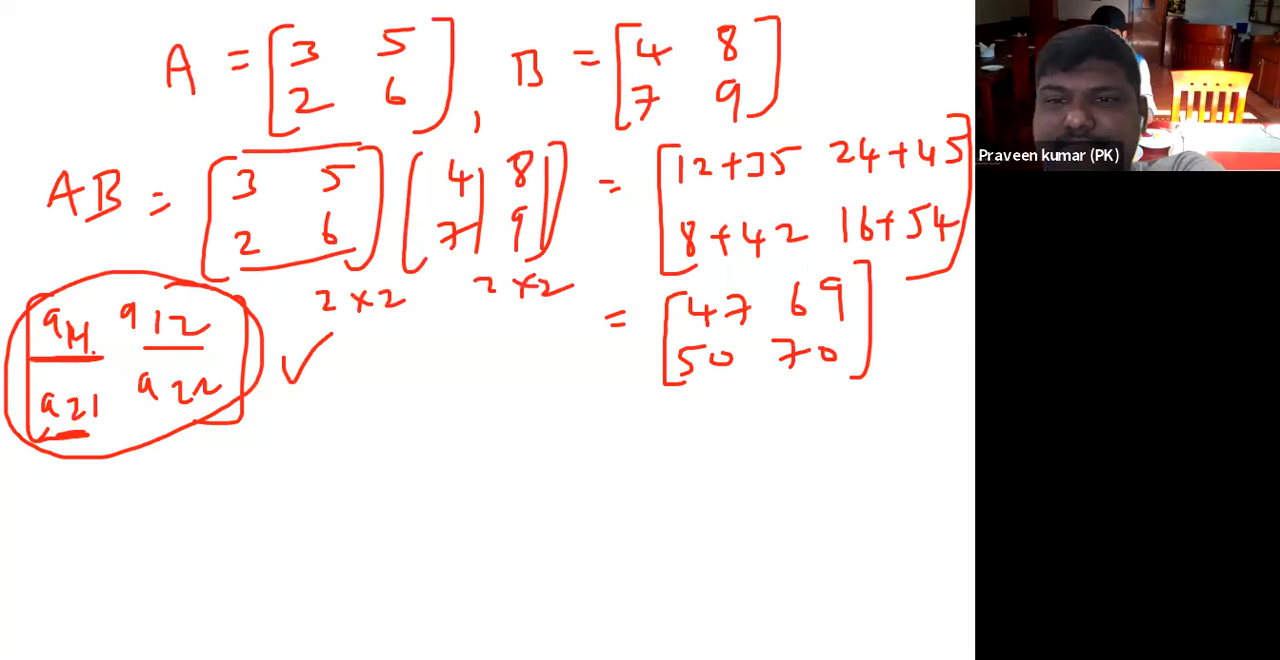 A = [3 5
2 6], B = [4 8
7 9]
AB = [3 5
2 6] [4 8
7 9] = [12+35 24+45
8+42 16+54]
2×2 2×2
= [47 69
50 70]
a11 a12
a21 a22 ✓
Praveen kumar (PK)